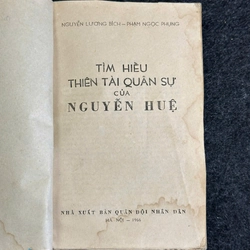 NGUYỄN LƯƠNG BÍCH – PHẠM NGỌC PHỤNG
TÌM HIỂU
THIÊN TÀI QUÂN SỰ
CỦA
NGUYỄN HUỆ
NHÀ XUẤT BẢN QUÂN ĐỘI NHÂN DÂN
HÀ NỘI –